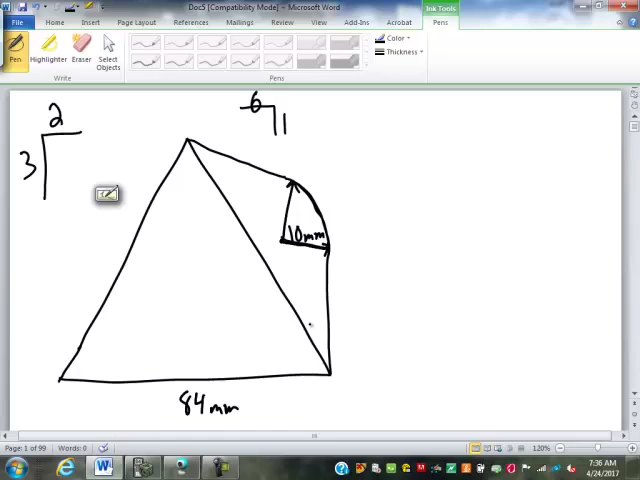 Doc5 [Compatibility Mode] - Microsoft Word
Ink Tools
File Home Insert Page Layout References Mailings Review View Add-Ins Acrobat Pens
Pen
Highlighter
Eraser
Select Objects
Color
Thickness
Write
Pens
2
3
6
1
10mm
84mm
Page: 1 of 99 Words: 0
120%
7:36 AM
4/24/2017